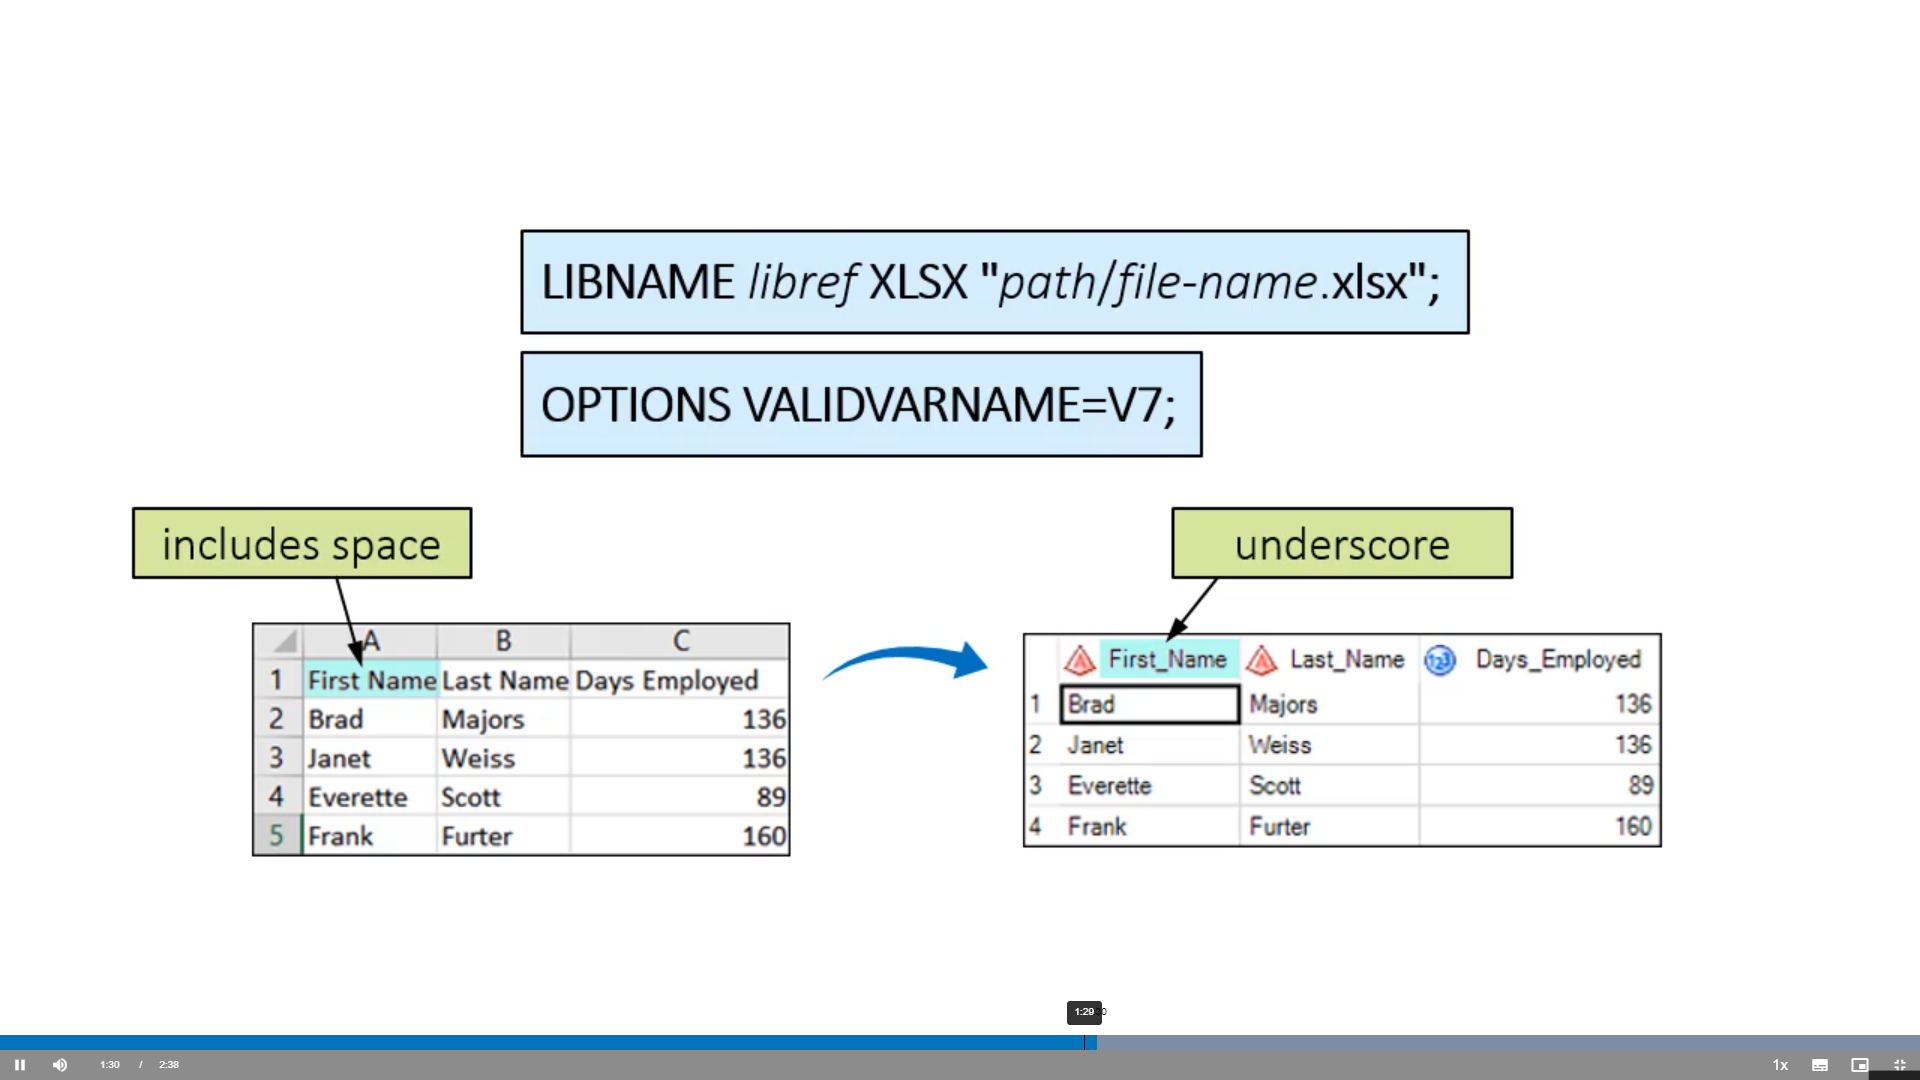 LIBNAME libref XLSX "path/file-name.xlsx";
OPTIONS VALIDVARNAME=V7;
includes space
underscore
A B C
1 First Name Last Name Days Employed
2 Brad Majors 136
3 Janet Weiss 136
4 Everette Scott 89
5 Frank Furter 160
First_Name Last_Name 123 Days_Employed
1 Brad Majors 136
2 Janet Weiss 136
3 Everette Scott 89
4 Frank Furter 160
1:29
1:30 / 2:38 1x